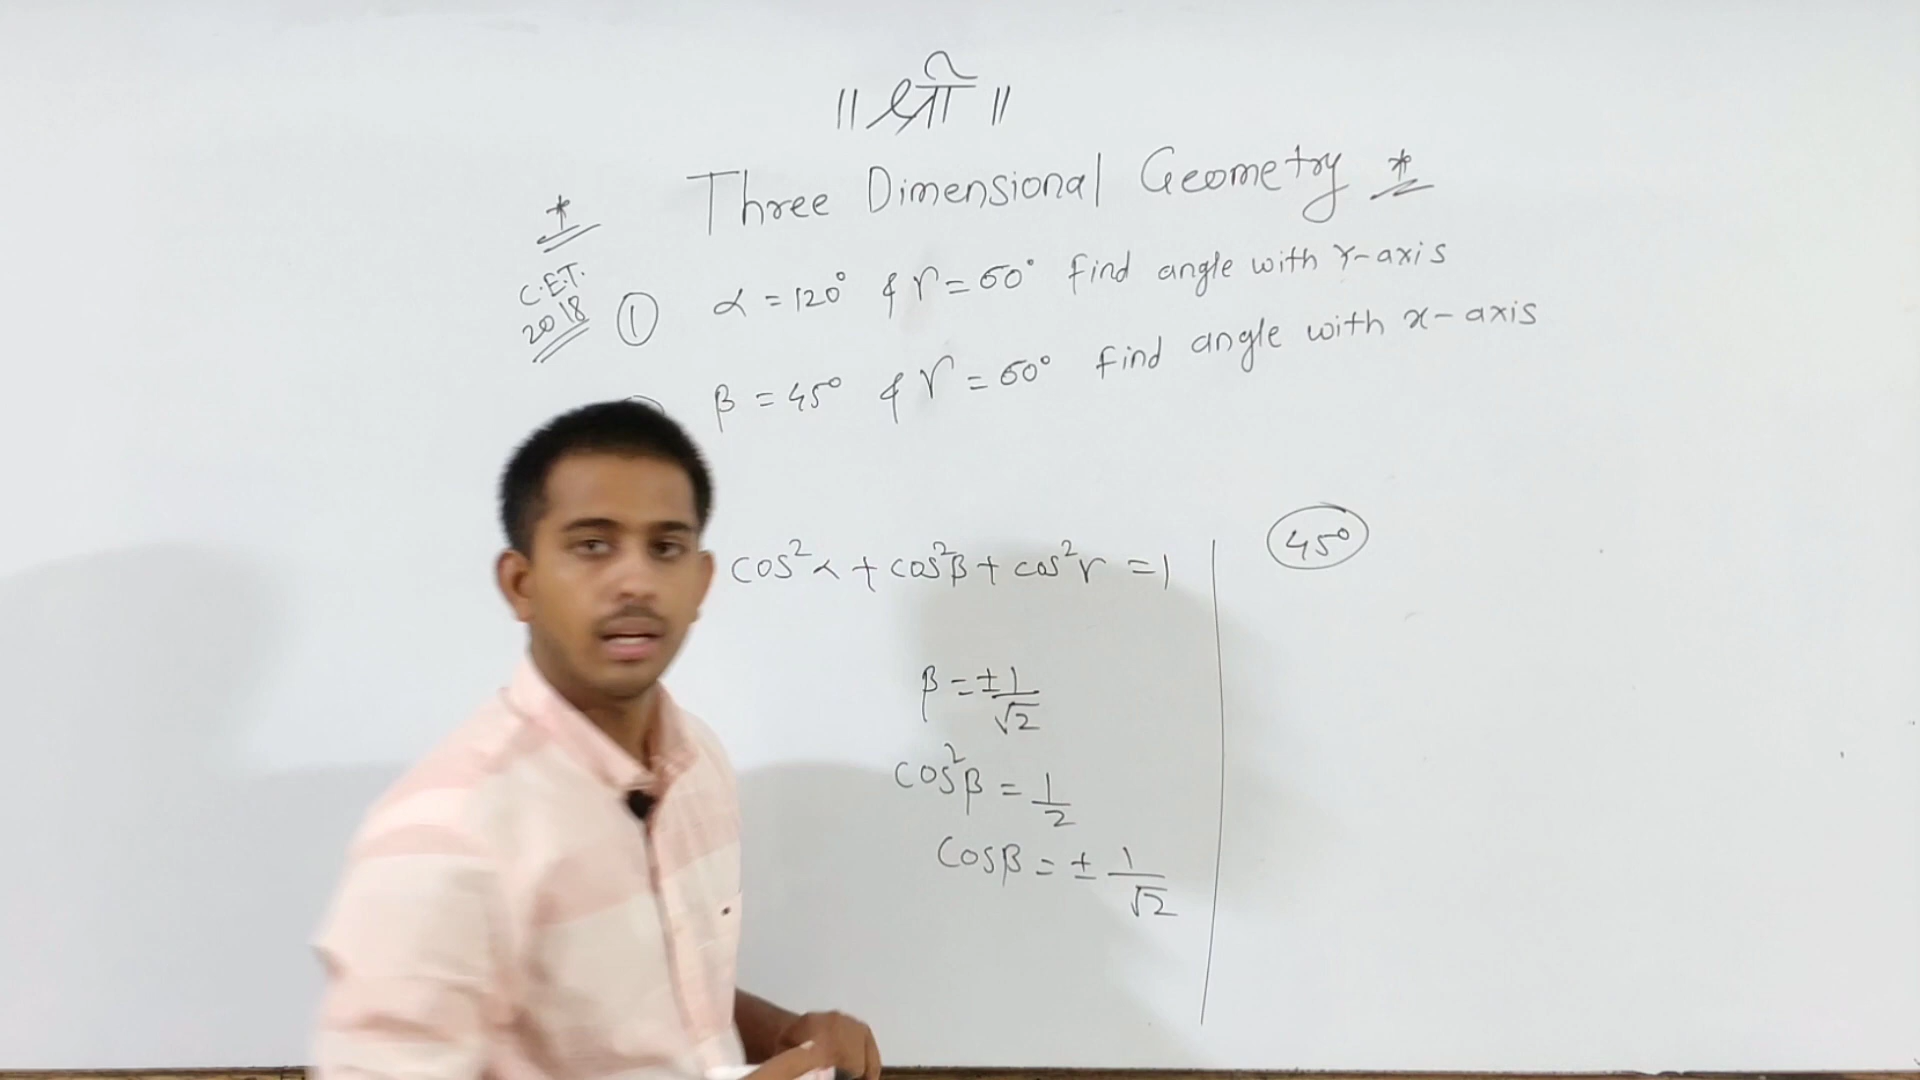 ॥ श्री ॥
Three Dimensional Geometry *
*
C.E.T. 2018
① α = 120° & γ = 60° find angle with Y-axis
β = 45° & γ = 60° find angle with x-axis
cos²α + cos²β + cos²γ = 1
45°
β = ± 1/√2
cos²β = 1/2
cosβ = ± 1/√2